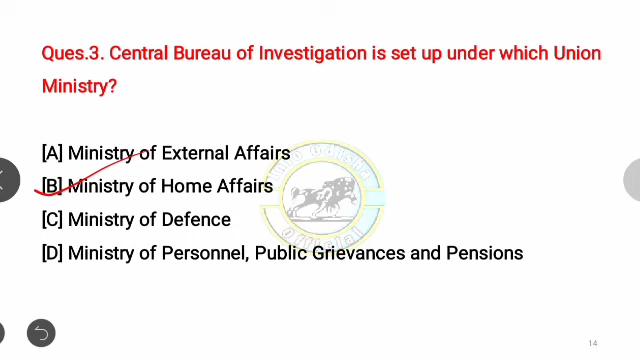 Ques.3. Central Bureau of Investigation is set up under which Union
Ministry?
[A] Ministry of External Affairs
[B] Ministry of Home Affairs
[C] Ministry of Defence
[D] Ministry of Personnel, Public Grievances and Pensions
14